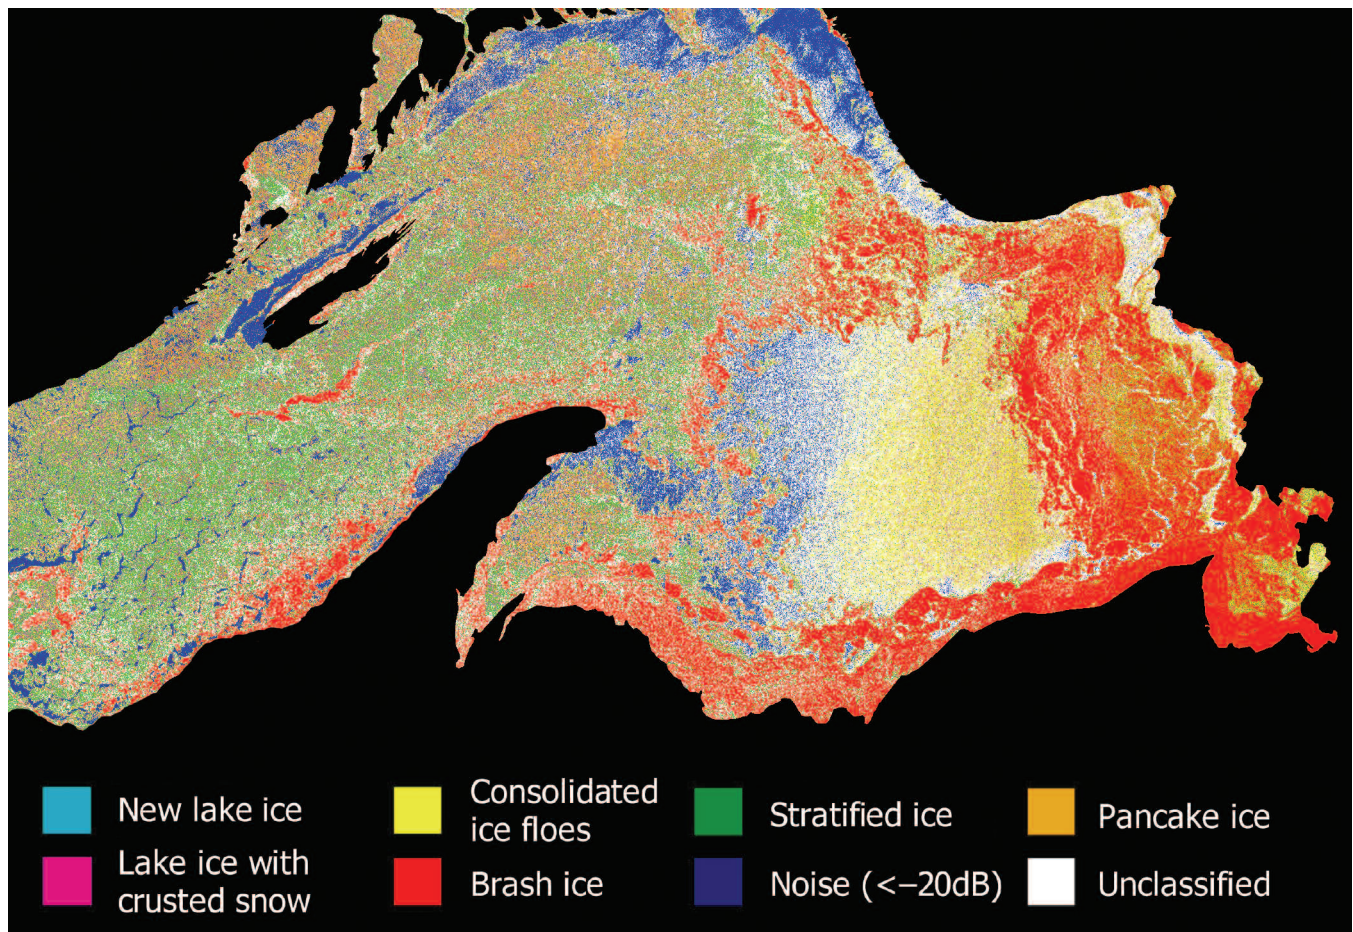 New lake ice
Consolidated
ice floes
Stratified ice
Pancake ice
Lake ice with
crusted snow
Brash ice
Noise (<–20dB)
Unclassified